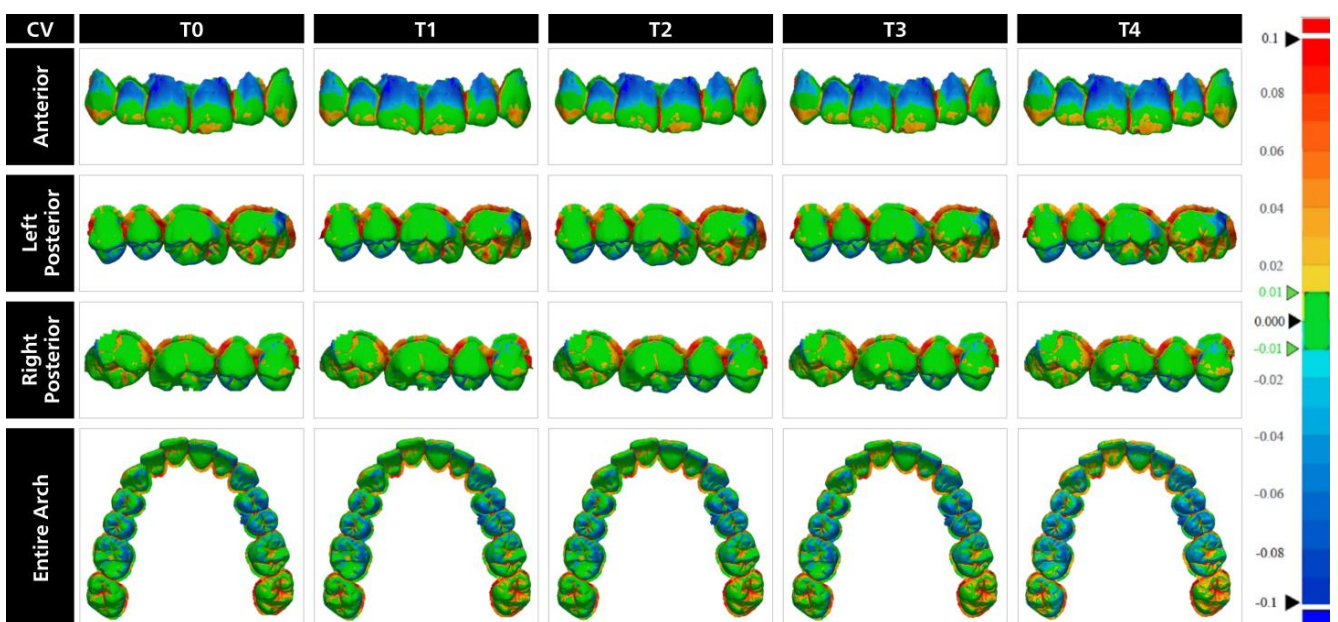 CV T0 T1 T2 T3 T4
Anterior
Left
Posterior
Right
Posterior
Entire Arch
0.1
0.08
0.06
0.04
0.02
0.01
0.000
-0.01
-0.02
-0.04
-0.06
-0.08
-0.1